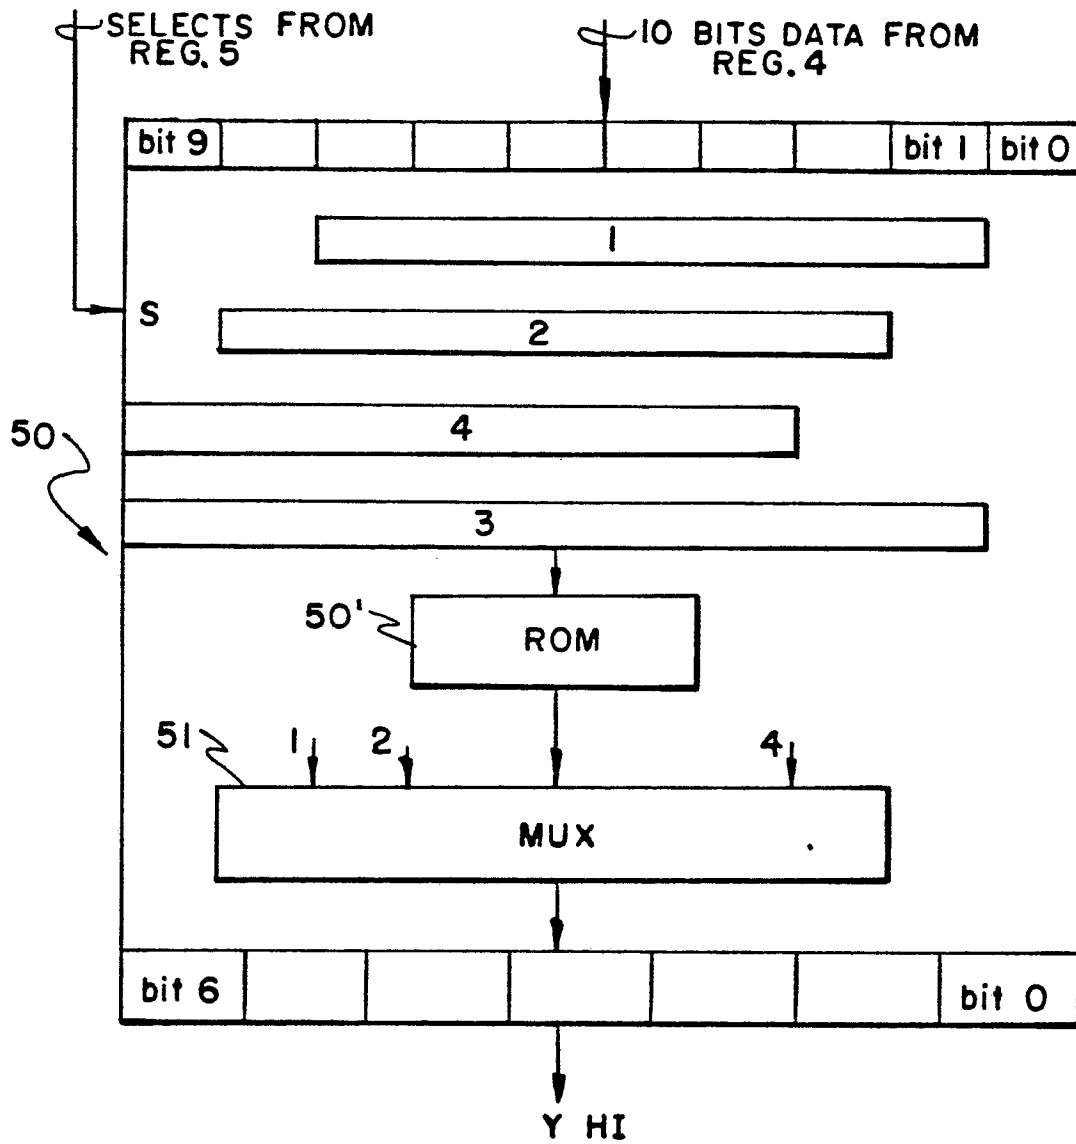 SELECTS FROM
REG. 5
10 BITS DATA FROM
REG. 4
bit 9
bit 1
bit 0
1
S
2
4
50
3
50'
ROM
51
1
2
4
MUX
bit 6
bit 0
Y HI